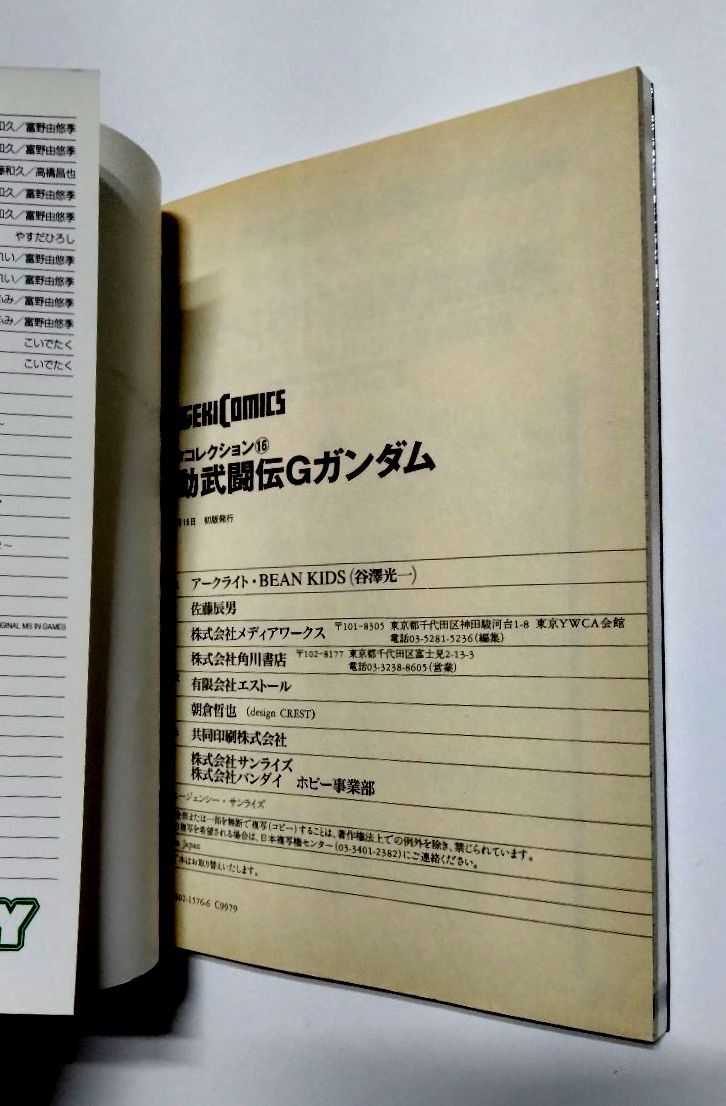 和久／富野由悠季
和久／富野由悠季
藤和久／高橋昌也
和久／富野由悠季
和久／富野由悠季
やすだひろし
れい／富野由悠季
れい／富野由悠季
ふみ／富野由悠季
ふみ／富野由悠季
こいでたく
こいでたく
～
～
IGINAL MS IN GAMES
Y
GEKI COMICS
コレクション⑯
動武闘伝Gガンダム
月15日 初版発行
アークライト・BEAN KIDS（谷澤光一）
佐藤辰男
株式会社メディアワークス 〒101-8305 東京都千代田区神田駿河台1-8 東京YWCA会館
電話03-5281-5236（編集）
株式会社角川書店 〒102-8177 東京都千代田区富士見2-13-3
電話03-3238-8605（営業）
有限会社エストール
朝倉哲也 (design CREST)
共同印刷株式会社
株式会社サンライズ
株式会社バンダイ ホビー事業部
ージェンシー・サンライズ
全部または一部を無断で複写（コピー）することは、著作権法上での例外を除き、禁じられています。
複写を希望される場合は、日本複写権センター（03-3401-2382）にご連絡ください。
in Japan
本はお取り替えいたします。
402-1576-6 C9979